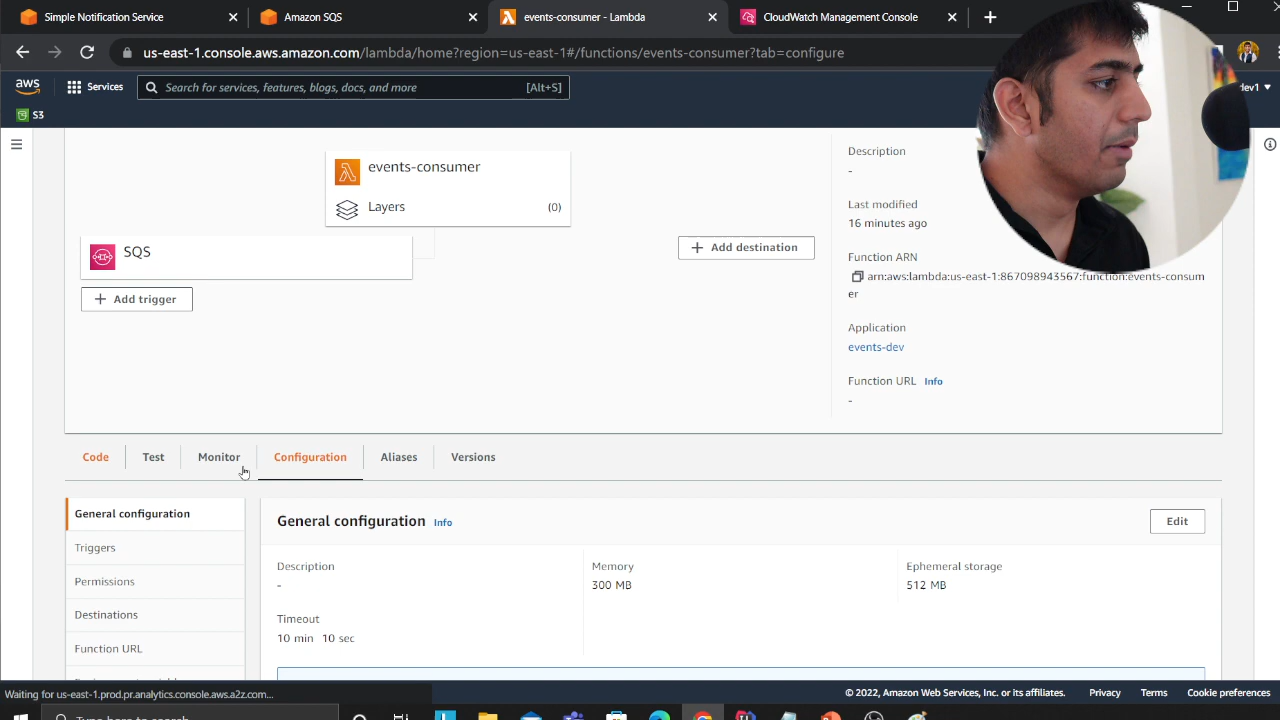 Simple Notification Service
Amazon SQS
events-consumer - Lambda
CloudWatch Management Console
us-east-1.console.aws.amazon.com/lambda/home?region=us-east-1#/functions/events-consumer?tab=configure
aws
Services
Search for services, features, blogs, docs, and more
[Alt+S]
dev1
S3
events-consumer
Layers
(0)
SQS
Add trigger
Add destination
Description
-
Last modified
16 minutes ago
Function ARN
arn:aws:lambda:us-east-1:867098943567:function:events-consum
er
Application
events-dev
Function URL Info
-
Code
Test
Monitor
Configuration
Aliases
Versions
General configuration
Triggers
Permissions
Destinations
Function URL
General configuration Info
Edit
Description
-
Memory
300 MB
Ephemeral storage
512 MB
Timeout
10 min 10 sec
Waiting for us-east-1.prod.pr.analytics.console.aws.a2z.com...
© 2022, Amazon Web Services, Inc. or its affiliates.
Privacy
Terms
Cookie preferences
Type here to search